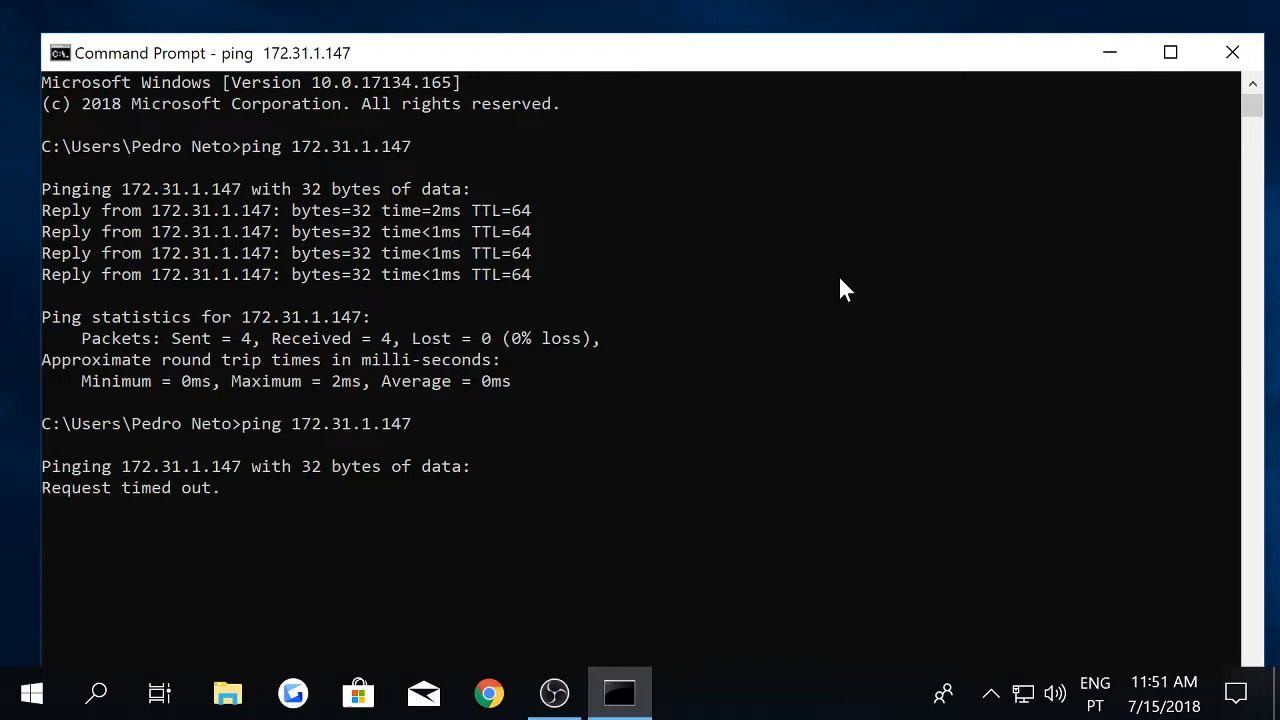 Command Prompt - ping  172.31.1.147
Microsoft Windows [Version 10.0.17134.165]
(c) 2018 Microsoft Corporation. All rights reserved.
C:\Users\Pedro Neto>ping 172.31.1.147
Pinging 172.31.1.147 with 32 bytes of data:
Reply from 172.31.1.147: bytes=32 time=2ms TTL=64
Reply from 172.31.1.147: bytes=32 time<1ms TTL=64
Reply from 172.31.1.147: bytes=32 time<1ms TTL=64
Reply from 172.31.1.147: bytes=32 time<1ms TTL=64
Ping statistics for 172.31.1.147:
    Packets: Sent = 4, Received = 4, Lost = 0 (0% loss),
Approximate round trip times in milli-seconds:
    Minimum = 0ms, Maximum = 2ms, Average = 0ms
C:\Users\Pedro Neto>ping 172.31.1.147
Pinging 172.31.1.147 with 32 bytes of data:
Request timed out.
ENG 11:51 AM
PT 7/15/2018